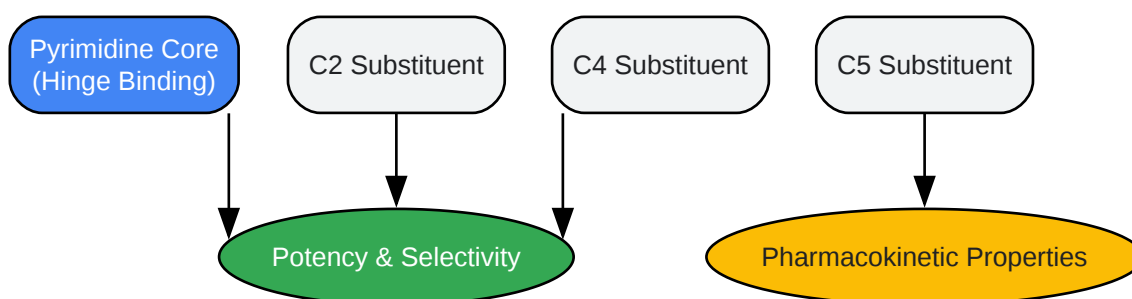 Pyrimidine Core
(Hinge Binding)
C2 Substituent
C4 Substituent
C5 Substituent
Potency & Selectivity
Pharmacokinetic Properties